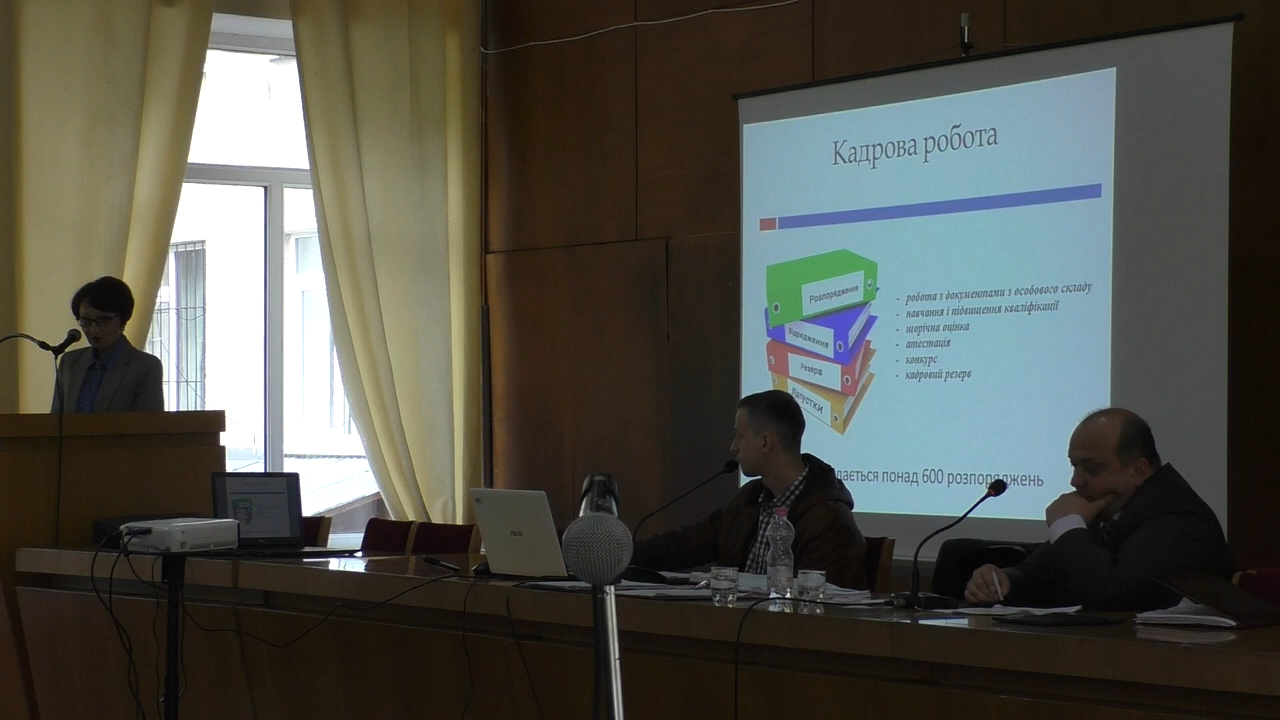 Кадрова робота
Розпорядження
Відрядження
Резерв
Відпустки
- робота з документами з особового складу
- навчання і підвищення кваліфікації
- щорічна оцінка
- атестація
- конкурс
- кадровий резерв
дається понад 600 розпоряджень
ASUS